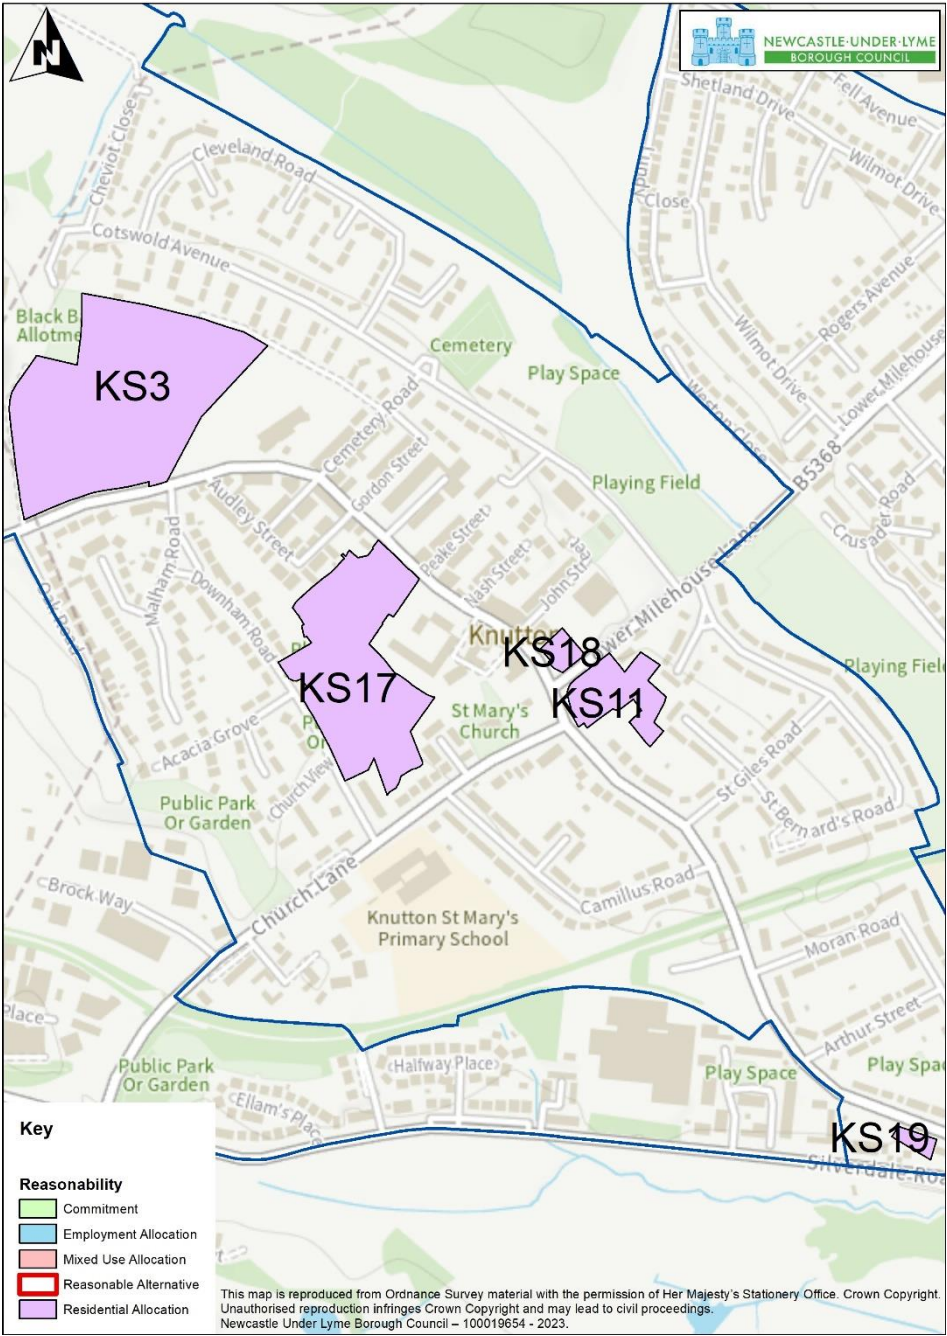 N
NEWCASTLE·UNDER·LYME
BOROUGH COUNCIL
Shetland Drive
Fell Avenue
Wilmot Drive
Close
Cheviot Close
Cleveland Road
Cotswold Avenue
Rogers Avenue
Wilmot Drive
Lower Milehouse
Black B
Allotme
KS3
Cemetery
Play Space
Weston Close
B5368
Cemetery Road
Gordon Street
Playing Field
Crusader Road
Audley Street
Malham Road
Downham Road
Peake Street
Nash Street
John Street
Lower Milehouse Lane
Oak Road
Knutton
KS18
Playing Fiel
KS17
KS11
St Mary's
Church
Acacia Grove
Church View
St Giles Road
St Bernard's Road
Public Park
Or Garden
Brock Way
Church Lane
Camillus Road
Knutton St Mary's
Primary School
Moran Road
Place
Arthur Street
Public Park
Or Garden
Halfway Place
Play Space
Play Spa
Ellam's Place
KS19
Silverdale Roa
Key
Reasonability
Commitment
Employment Allocation
Mixed Use Allocation
Reasonable Alternative
Residential Allocation
This map is reproduced from Ordnance Survey material with the permission of Her Majesty's Stationery Office. Crown Copyright.
Unauthorised reproduction infringes Crown Copyright and may lead to civil proceedings.
Newcastle Under Lyme Borough Council – 100019654 - 2023.